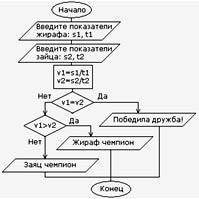 Начало
Введите показатели
жирафа: s1, t1
Введите показатели
зайца: s2, t2
v1=s1/t1
v2=s2/t2
Нет
v1=v2
Да
Нет
v1>v2
Да
Победила дружба!
Жираф чемпион
Заяц чемпион
Конец